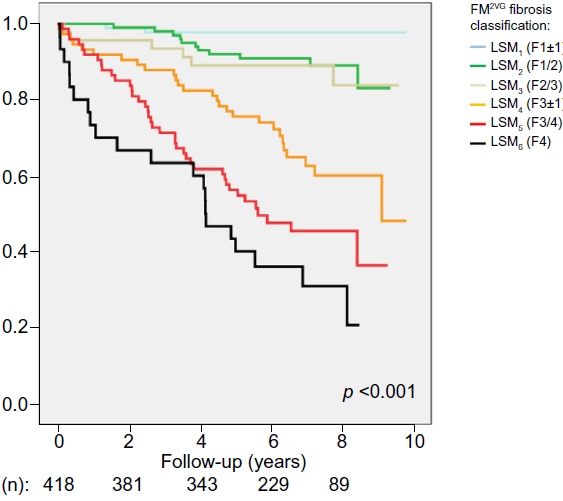 FM2VG fibrosis
classification:
LSM1 (F1±1)
LSM2 (F1/2)
LSM3 (F2/3)
LSM4 (F3±1)
LSM5 (F3/4)
LSM6 (F4)
1.0
0.8
0.6
0.4
0.2
0.0
p <0.001
0 2 4 6 8 10
Follow-up (years)
(n): 418 381 343 229 89